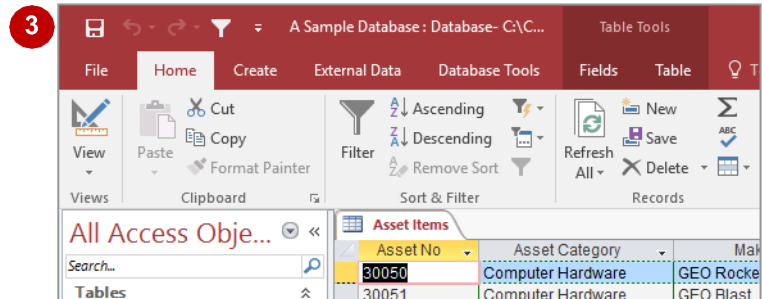 3
A Sample Database : Database- C:\C... Table Tools
File Home Create External Data Database Tools Fields Table
View
Paste
Cut
Copy
Format Painter
Filter
Ascending
Descending
Remove Sort
Refresh
All
New
Save
Delete
ABC
Views Clipboard Sort & Filter Records
All Access Obje...
Search...
Tables
Asset Items
Asset No Asset Category
30050 Computer Hardware GEO
30051 Computer Hardware GEO Blast